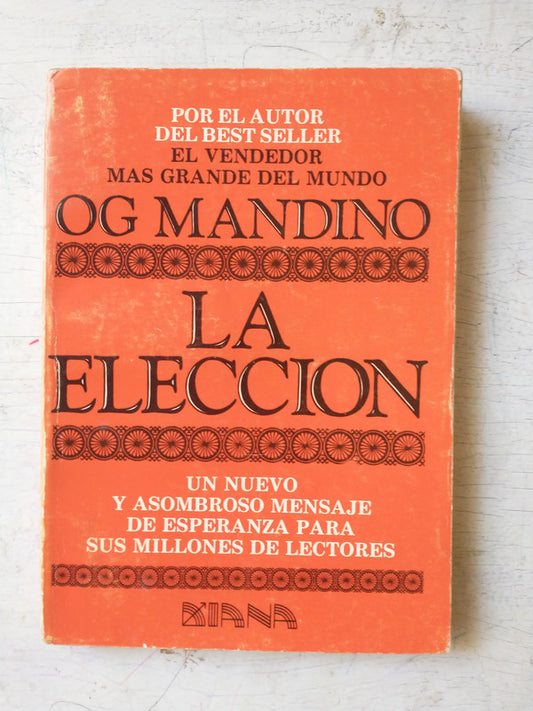 POR EL AUTOR
DEL BEST SELLER
EL VENDEDOR
MAS GRANDE DEL MUNDO
OG MANDINO
LA
ELECCION
UN NUEVO
Y ASOMBROSO MENSAJE
DE ESPERANZA PARA
SUS MILLONES DE LECTORES
DIANA